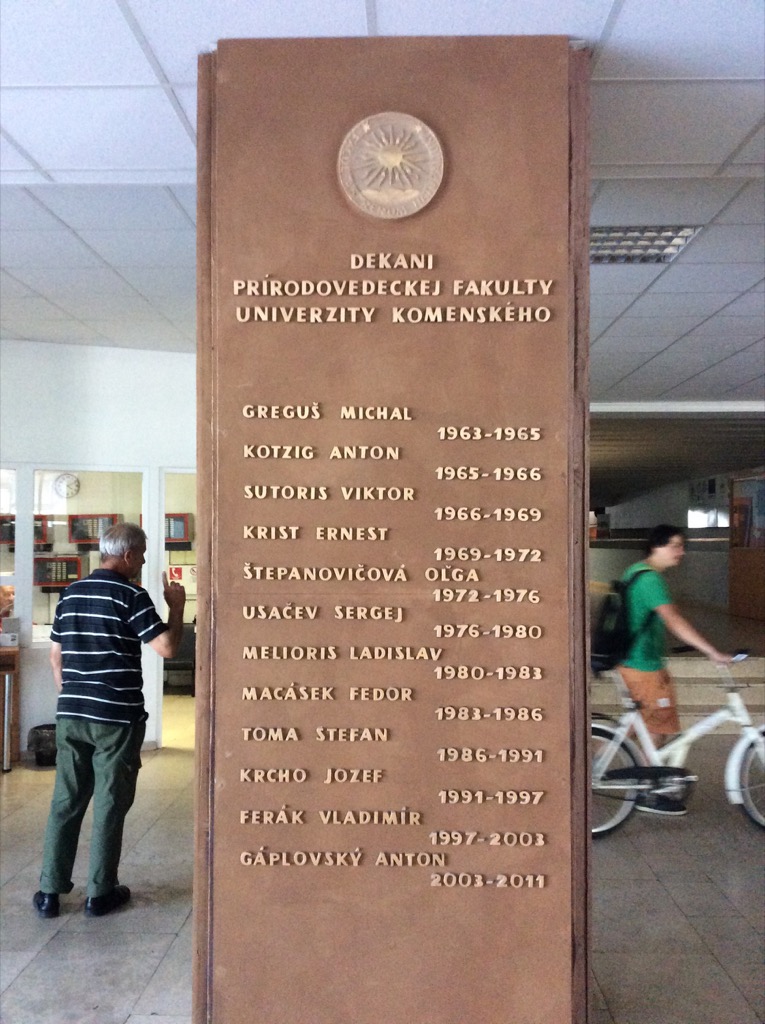 DEKANI
PRÍRODOVEDECKEJ FAKULTY
UNIVERZITY KOMENSKÉHO
GREGUŠ MICHAL
1963-1965
KOTZIG ANTON
1965-1966
SUTORIS VIKTOR
1966-1969
KRIST ERNEST
1969-1972
ŠTEPANOVIČOVÁ OĽGA
1972-1976
USAČEV SERGEJ
1976-1980
MELIORIS LADISLAV
1980-1983
MACÁSEK FEDOR
1983-1986
TOMA STEFAN
1986-1991
KRCHO JOZEF
1991-1997
FERÁK VLADIMÍR
1997-2003
GÁPLOVSKÝ ANTON
2003-2011